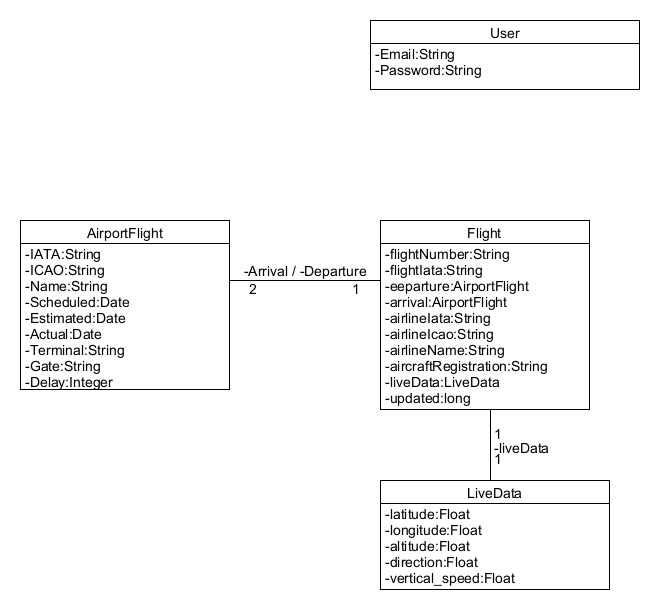 User
-Email:String
-Password:String
AirportFlight
-IATA:String
-ICAO:String
-Name:String
-Scheduled:Date
-Estimated:Date
-Actual:Date
-Terminal:String
-Gate:String
-Delay:Integer
-Arrival / -Departure
2
1
Flight
-flightNumber:String
-flightIata:String
-eeparture:AirportFlight
-arrival:AirportFlight
-airlineIata:String
-airlineIcao:String
-airlineName:String
-aircraftRegistration:String
-liveData:LiveData
-updated:long
1
-liveData
1
LiveData
-latitude:Float
-longitude:Float
-altitude:Float
-direction:Float
-vertical_speed:Float